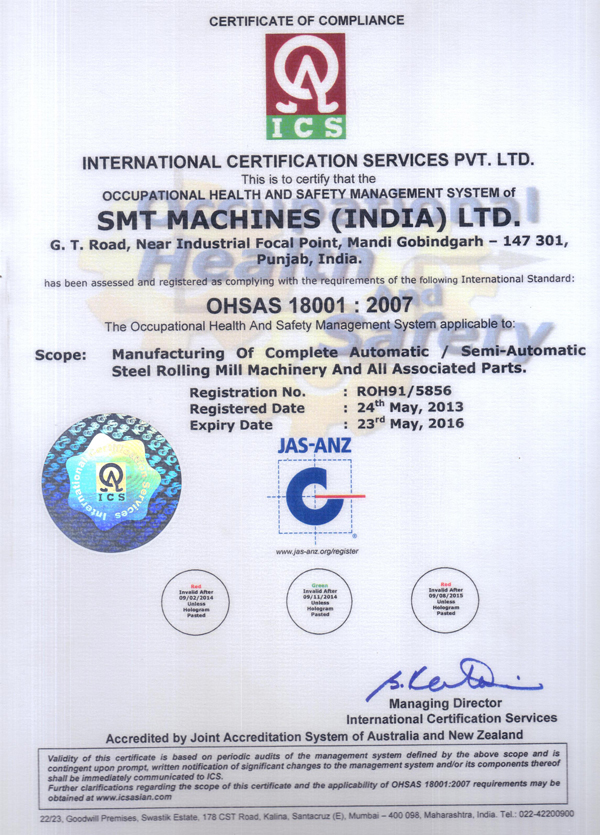 CERTIFICATE OF COMPLIANCE
ICS
INTERNATIONAL CERTIFICATION SERVICES PVT. LTD.
This is to certify that the
OCCUPATIONAL HEALTH AND SAFETY MANAGEMENT SYSTEM of
SMT MACHINES (INDIA) LTD.
G. T. Road, Near Industrial Focal Point, Mandi Gobindgarh – 147 301,
Punjab, India.
has been assessed and registered as complying with the requirements of the following International Standard:
OHSAS 18001 : 2007
The Occupational Health And Safety Management System applicable to:
Scope: Manufacturing Of Complete Automatic / Semi-Automatic
Steel Rolling Mill Machinery And All Associated Parts.
Registration No. : ROH91/5856
Registered Date : 24th May, 2013
Expiry Date : 23rd May, 2016
Occupational
Health
And
Safety
JAS-ANZ
www.jas-anz.org/register
ICS
Services International
Red
Invalid After
09/02/2014
Unless
Hologram
Pasted
Green
Invalid After
09/11/2014
Unless
Hologram
Pasted
Red
Invalid After
09/08/2015
Unless
Hologram
Pasted
Managing Director
International Certification Services
Accredited by Joint Accreditation System of Australia and New Zealand
Validity of this certificate is based on periodic audits of the management system defined by the above scope and is
contingent upon prompt, written notification of significant changes to the management system and/or its components thereof
shall be immediately communicated to ICS.
Further clarifications regarding the scope of this certificate and the applicability of OHSAS 18001:2007 requirements may be
obtained at www.icsasian.com
22/23, Goodwill Premises, Swastik Estate, 178 CST Road, Kalina, Santacruz (E), Mumbai – 400 098, Maharashtra, India. Tel.: 022-42200900